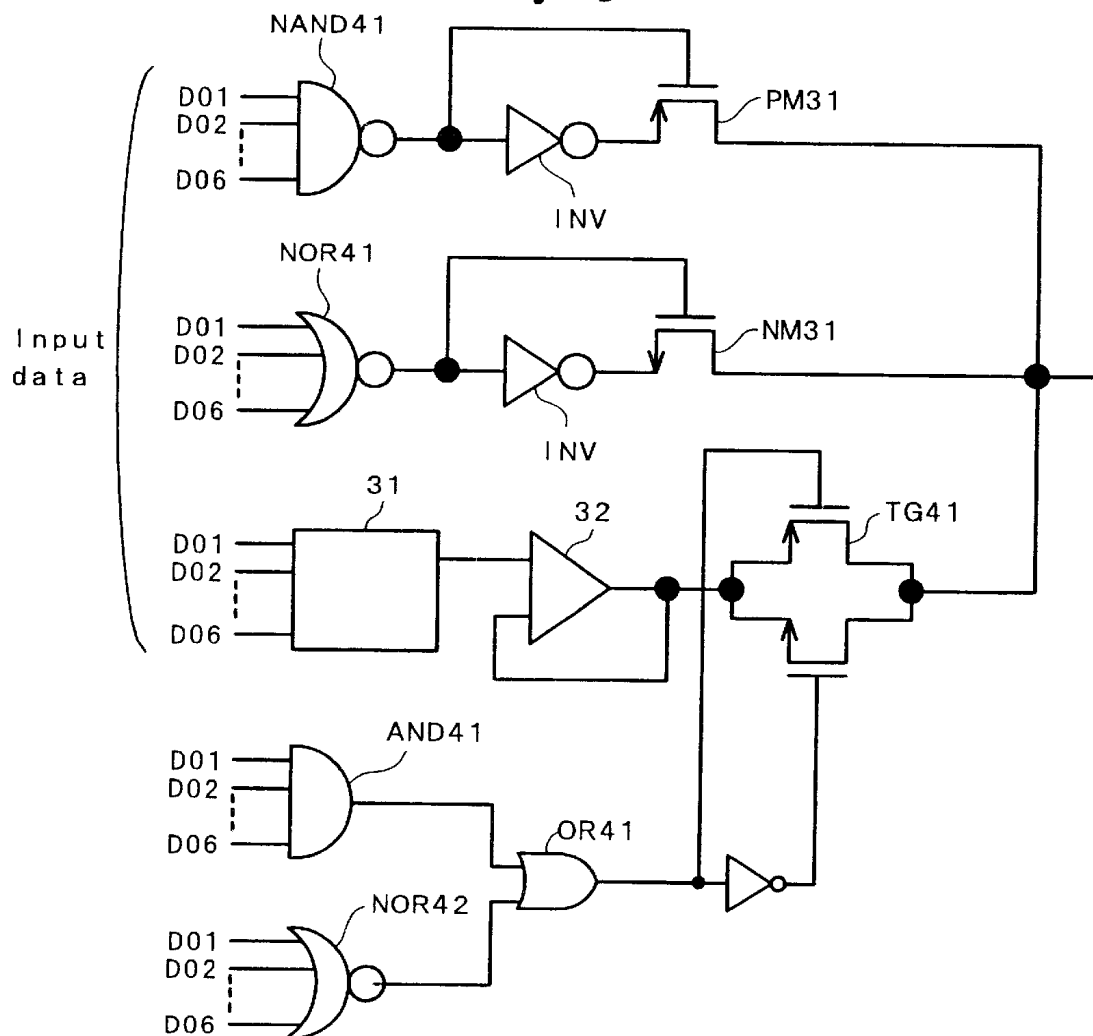 NAND41
D01
D02
D06
PM31
INV
NOR41
D01
D02
D06
NM31
INV
Input
data
31
32
TG41
D01
D02
D06
AND41
D01
D02
D06
OR41
NOR42
D01
D02
D06